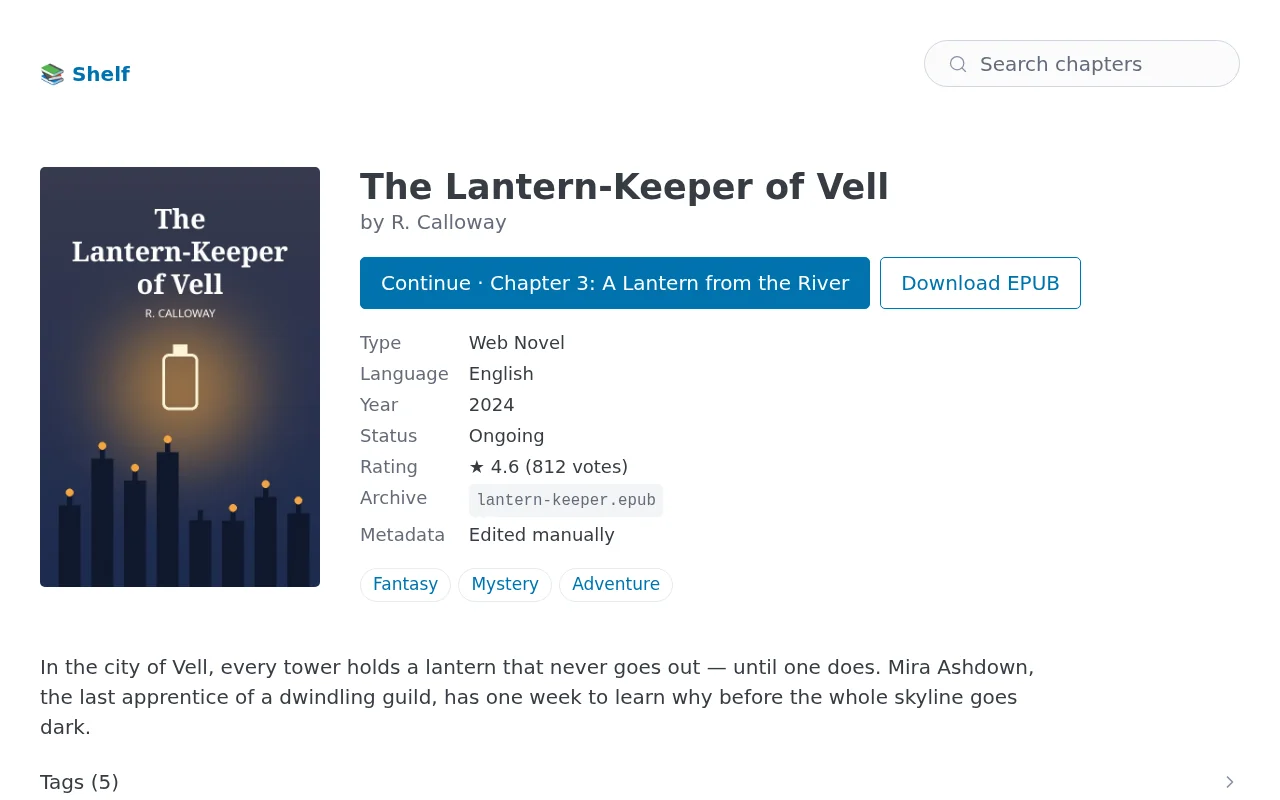 📚 Shelf
Search chapters
The
Lantern-Keeper
of Vell
R. CALLOWAY
The Lantern-Keeper of Vell
by R. Calloway
Continue · Chapter 3: A Lantern from the River
Download EPUB
Type Web Novel
Language English
Year 2024
Status Ongoing
Rating ★ 4.6 (812 votes)
Archive lantern-keeper.epub
Metadata Edited manually
Fantasy Mystery Adventure
In the city of Vell, every tower holds a lantern that never goes out — until one does. Mira Ashdown,
the last apprentice of a dwindling guild, has one week to learn why before the whole skyline goes
dark.
Tags (5)